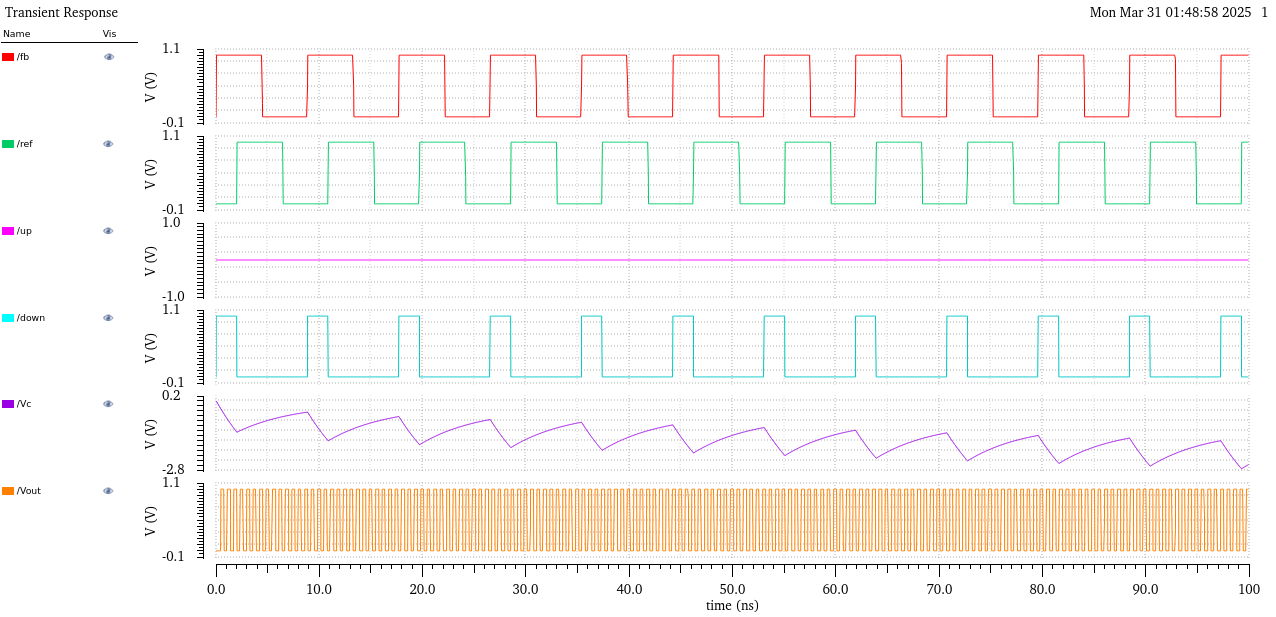 Transient Response
Mon Mar 31 01:48:58 2025 1
Name Vis
/fb
1.1
V (V)
-0.1
/ref
1.1
V (V)
-0.1
/up
1.0
V (V)
-1.0
/down
1.1
V (V)
-0.1
/Vc
0.2
V (V)
-2.8
/Vout
1.1
V (V)
-0.1
0.0 10.0 20.0 30.0 40.0 50.0 60.0 70.0 80.0 90.0 100
time (ns)